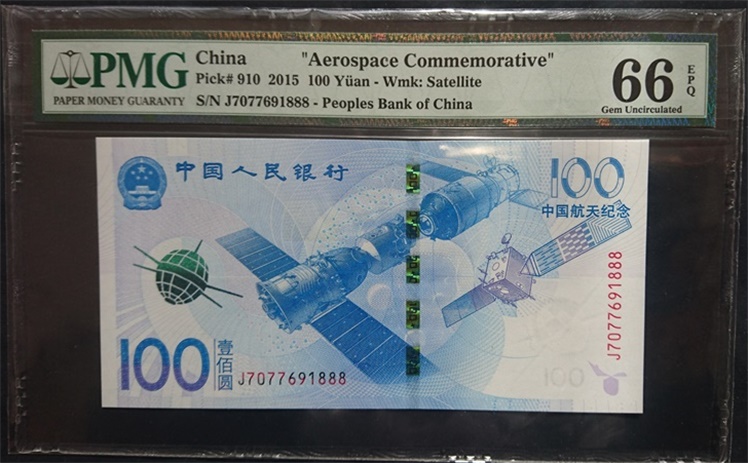 PMG
PAPER MONEY GUARANTY
China "Aerospace Commemorative"
Pick# 910 2015 100 Yüan - Wmk: Satellite
S/N J7077691888 - Peoples Bank of China
66 EPQ
Gem Uncirculated
中国人民银行
100
中国航天纪念
J7077691888
100 壹佰圆
J7077691888
100